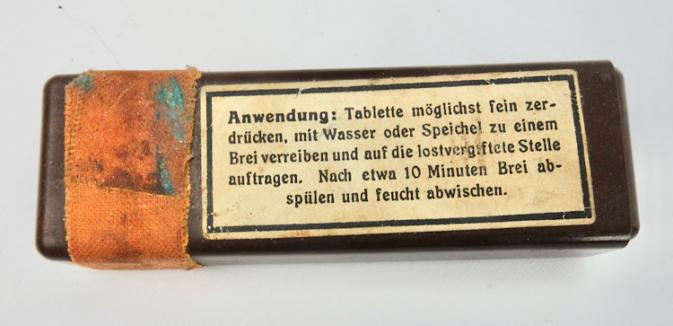 Anwendung: Tablette möglichst fein zer-
drücken, mit Wasser oder Speichel zu einem
Brei verreiben und auf die lostvergiftete Stelle
auftragen. Nach etwa 10 Minuten Brei ab-
spülen und feucht abwischen.